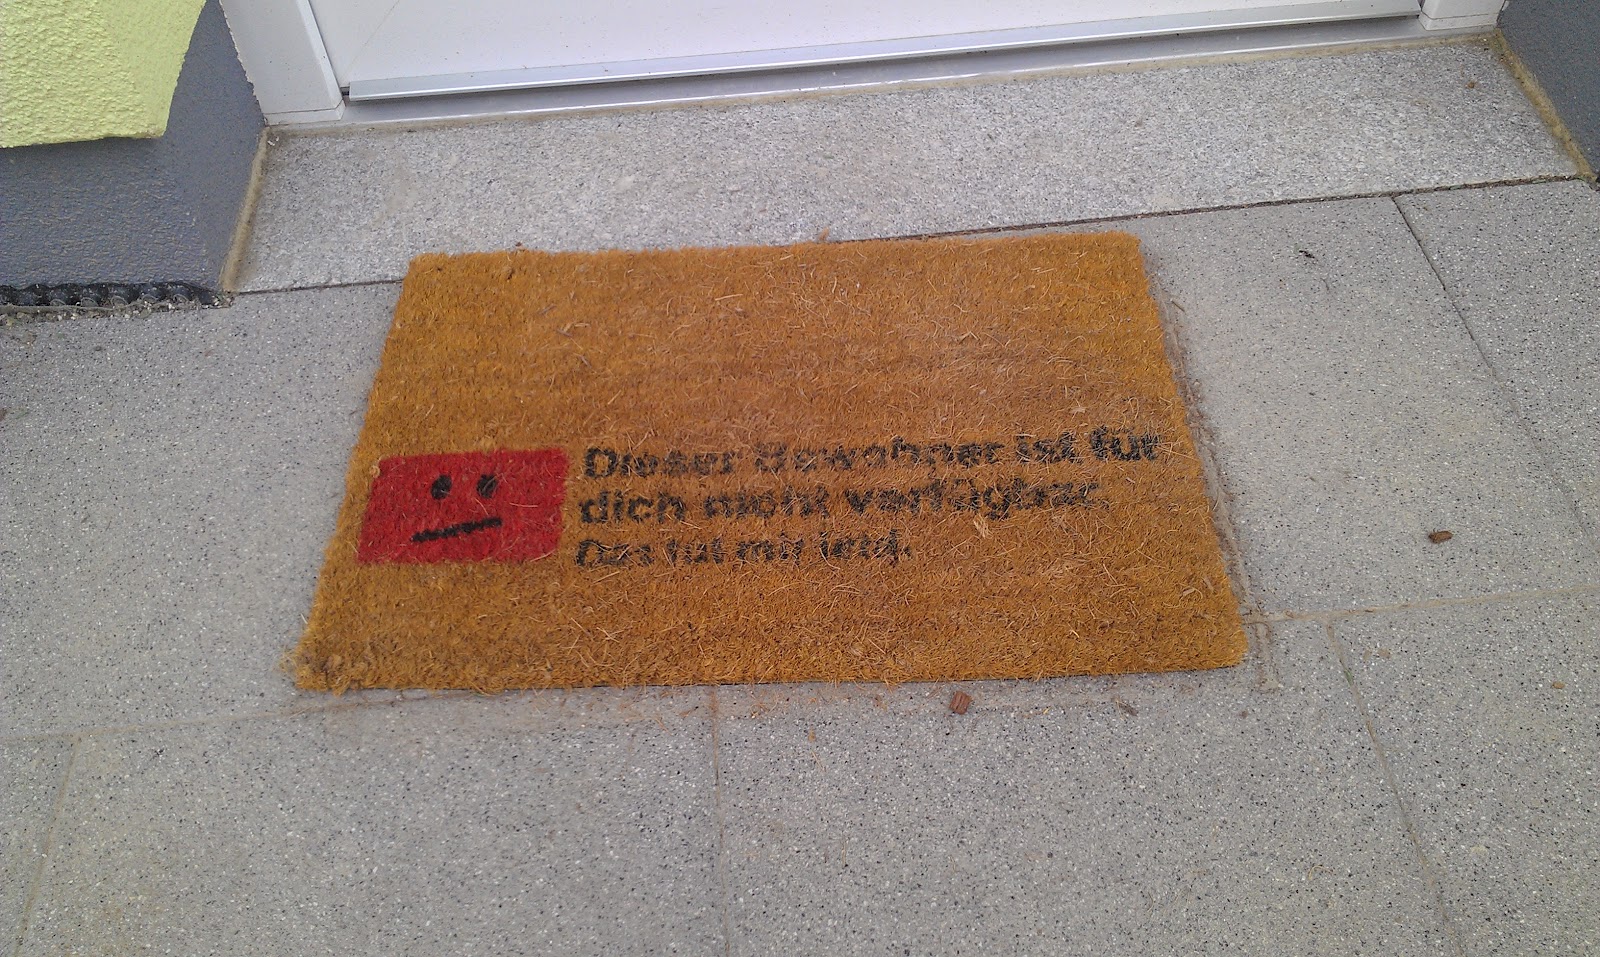 Dieser Bewohner ist für
dich nicht verfügbar.
Das tut mir leid.